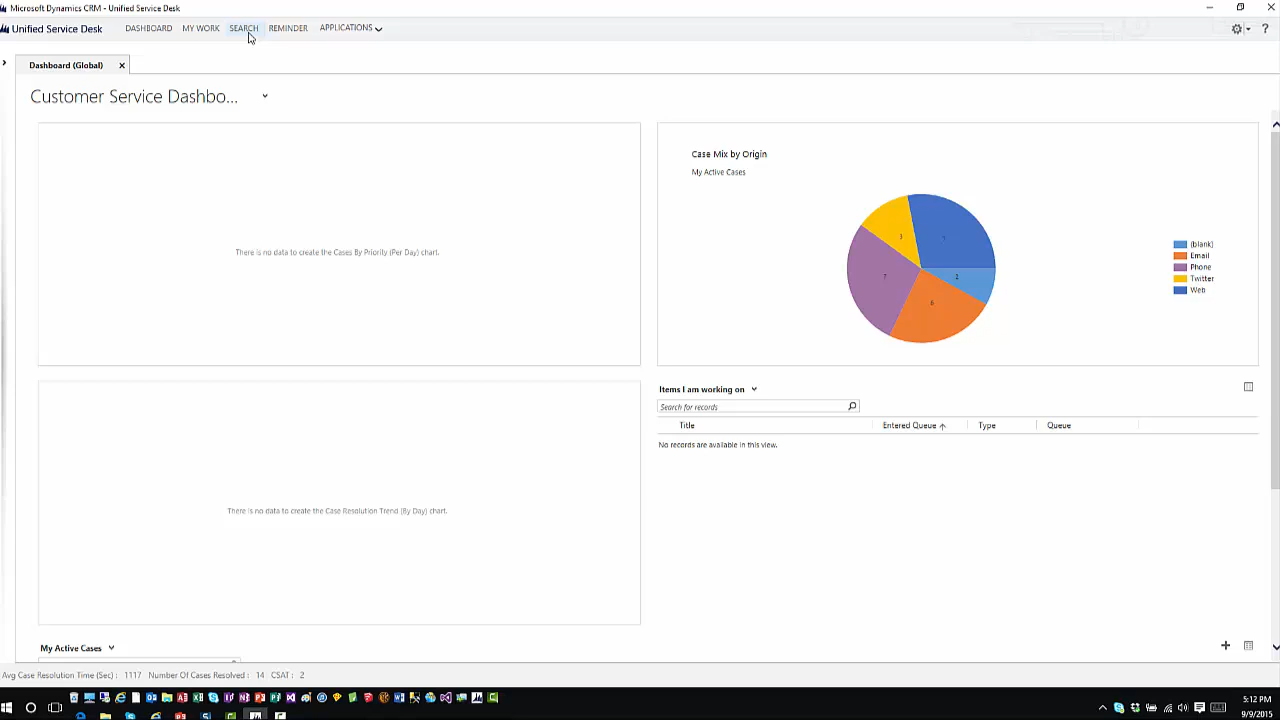 Microsoft Dynamics CRM - Unified Service Desk
Unified Service Desk
DASHBOARD MY WORK SEARCH REMINDER APPLICATIONS
Dashboard (Global)
Customer Service Dashbo...
There is no data to create the Cases By Priority (Per Day) chart.
Case Mix by Origin
My Active Cases
3
7
2
6
(blank)
Email
Phone
Twitter
Web
Items I am working on
Search for records
Title Entered Queue Type Queue
No records are available in this view.
There is no data to create the Case Resolution Trend (By Day) chart.
My Active Cases
Avg Case Resolution Time (Sec) : 1117 Number Of Cases Resolved : 14 CSAT : 2
5:12 PM
9/9/2015